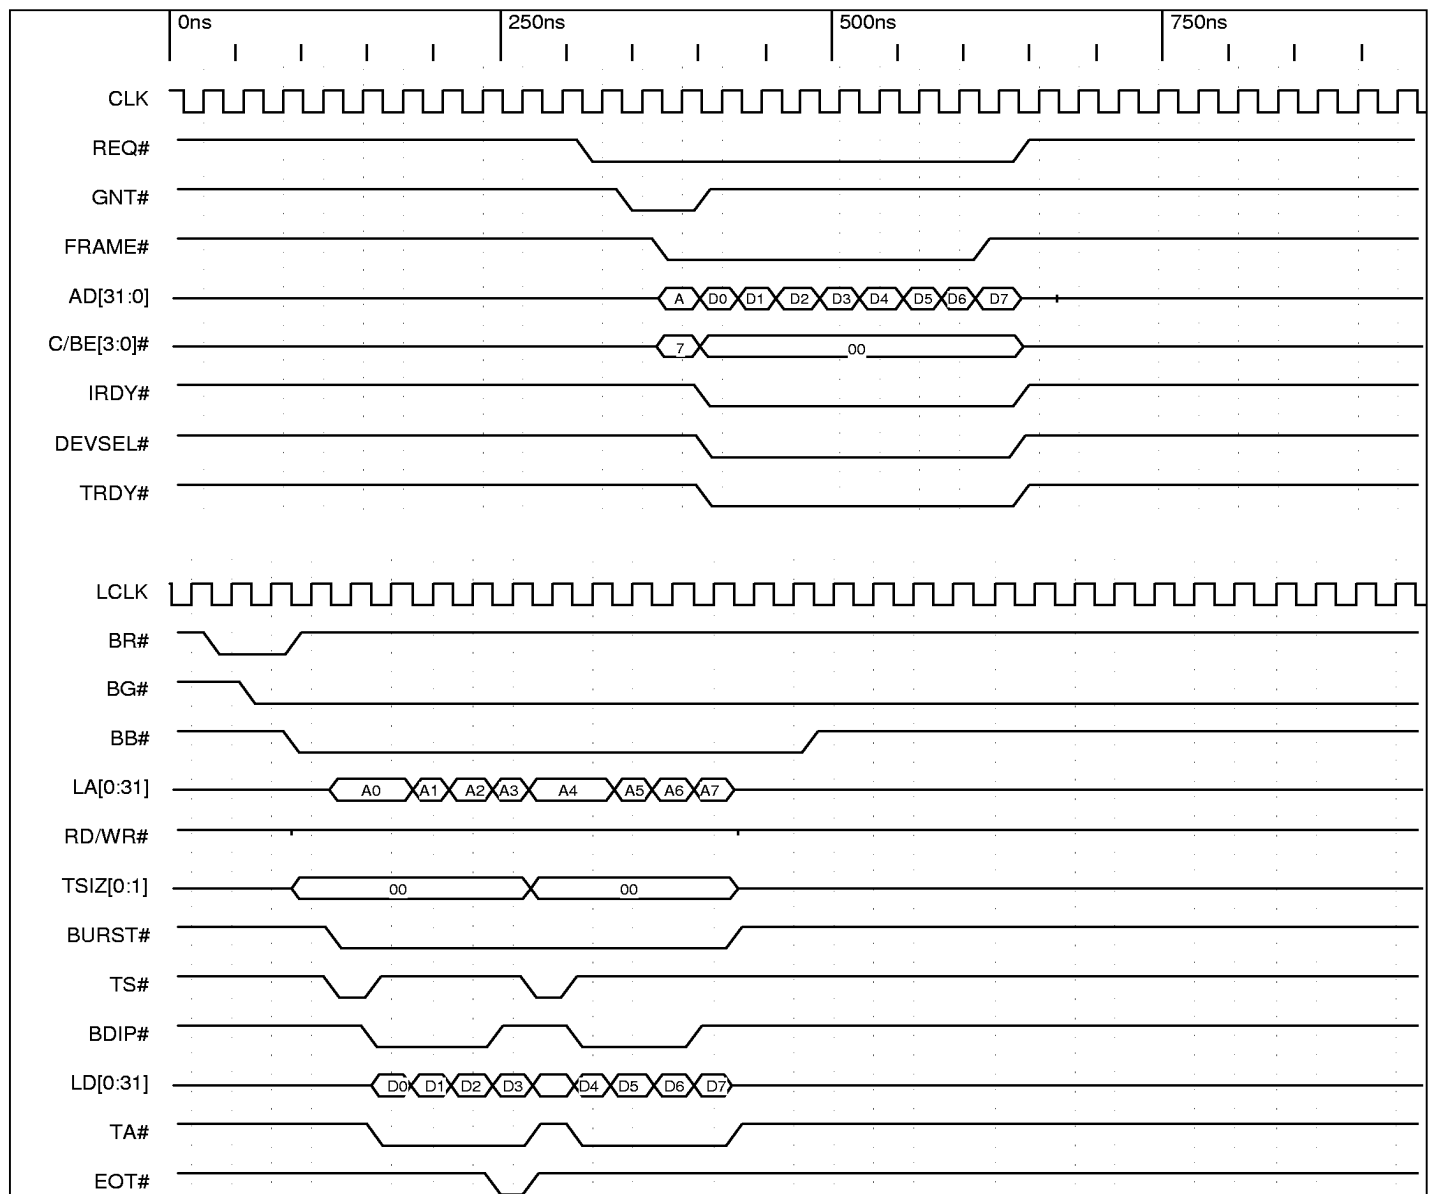 0ns 250ns 500ns 750ns
CLK
REQ#
GNT#
FRAME#
AD[31:0] A D0 D1 D2 D3 D4 D5 D6 D7
C/BE[3:0]# 7 00
IRDY#
DEVSEL#
TRDY#
LCLK
BR#
BG#
BB#
LA[0:31] A0 A1 A2 A3 A4 A5 A6 A7
RD/WR#
TSIZ[0:1] 00 00
BURST#
TS#
BDIP#
LD[0:31] D0 D1 D2 D3 D4 D5 D6 D7
TA#
EOT#